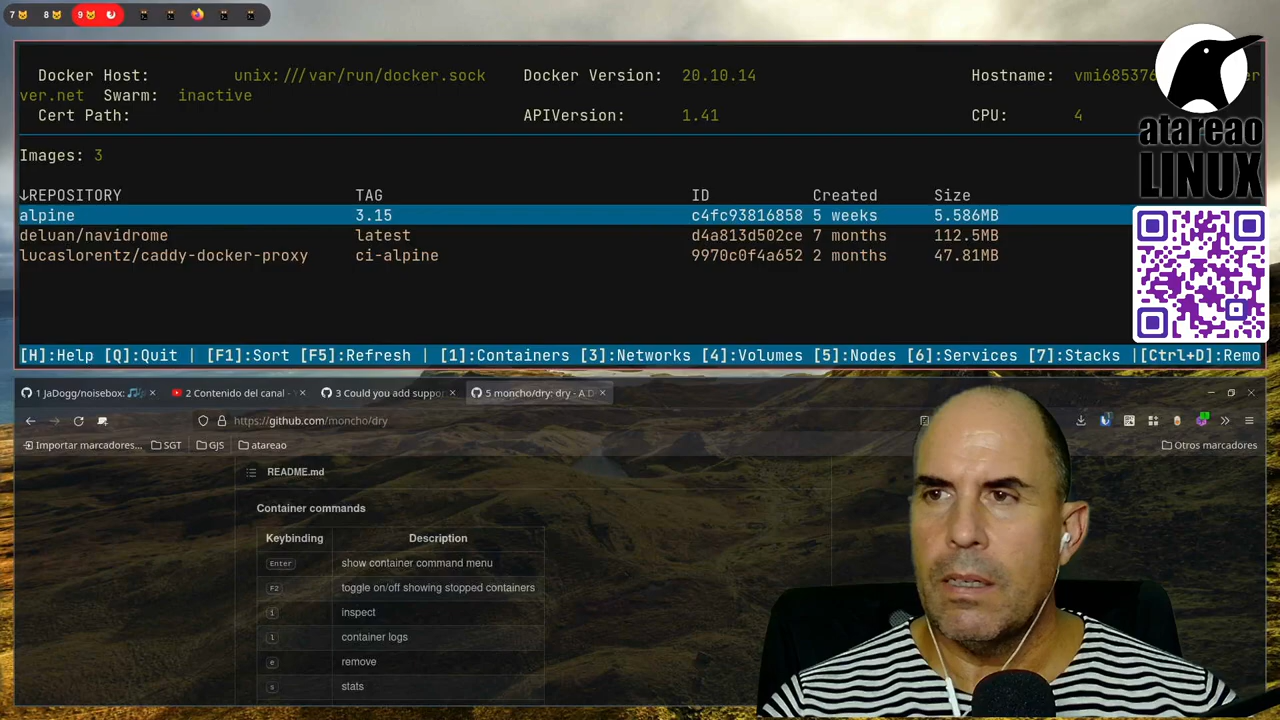 7 8 9
Docker Host: unix:///var/run/docker.sock Docker Version: 20.10.14 Hostname: vmi685376
ver.net Swarm: inactive
Cert Path: APIVersion: 1.41 CPU: 4
atareao
LINUX
Images: 3
↓REPOSITORY TAG ID Created Size
alpine 3.15 c4fc93816858 5 weeks 5.586MB
deluan/navidrome latest d4a813d502ce 7 months 112.5MB
lucaslorentz/caddy-docker-proxy ci-alpine 9970c0f4a652 2 months 47.81MB
[H]:Help [Q]:Quit | [F1]:Sort [F5]:Refresh | [1]:Containers [3]:Networks [4]:Volumes [5]:Nodes [6]:Services [7]:Stacks |[Ctrl+D]:Remo
1 JaDogg/noisebox: 2 Contenido del canal - 3 Could you add suppor 5 moncho/dry: dry - A D
https://github.com/moncho/dry
Importar marcadores... SGT GJS atareao Otros marcadores
README.md
Container commands
Keybinding Description
Enter show container command menu
F2 toggle on/off showing stopped containers
i inspect
l container logs
e remove
s stats